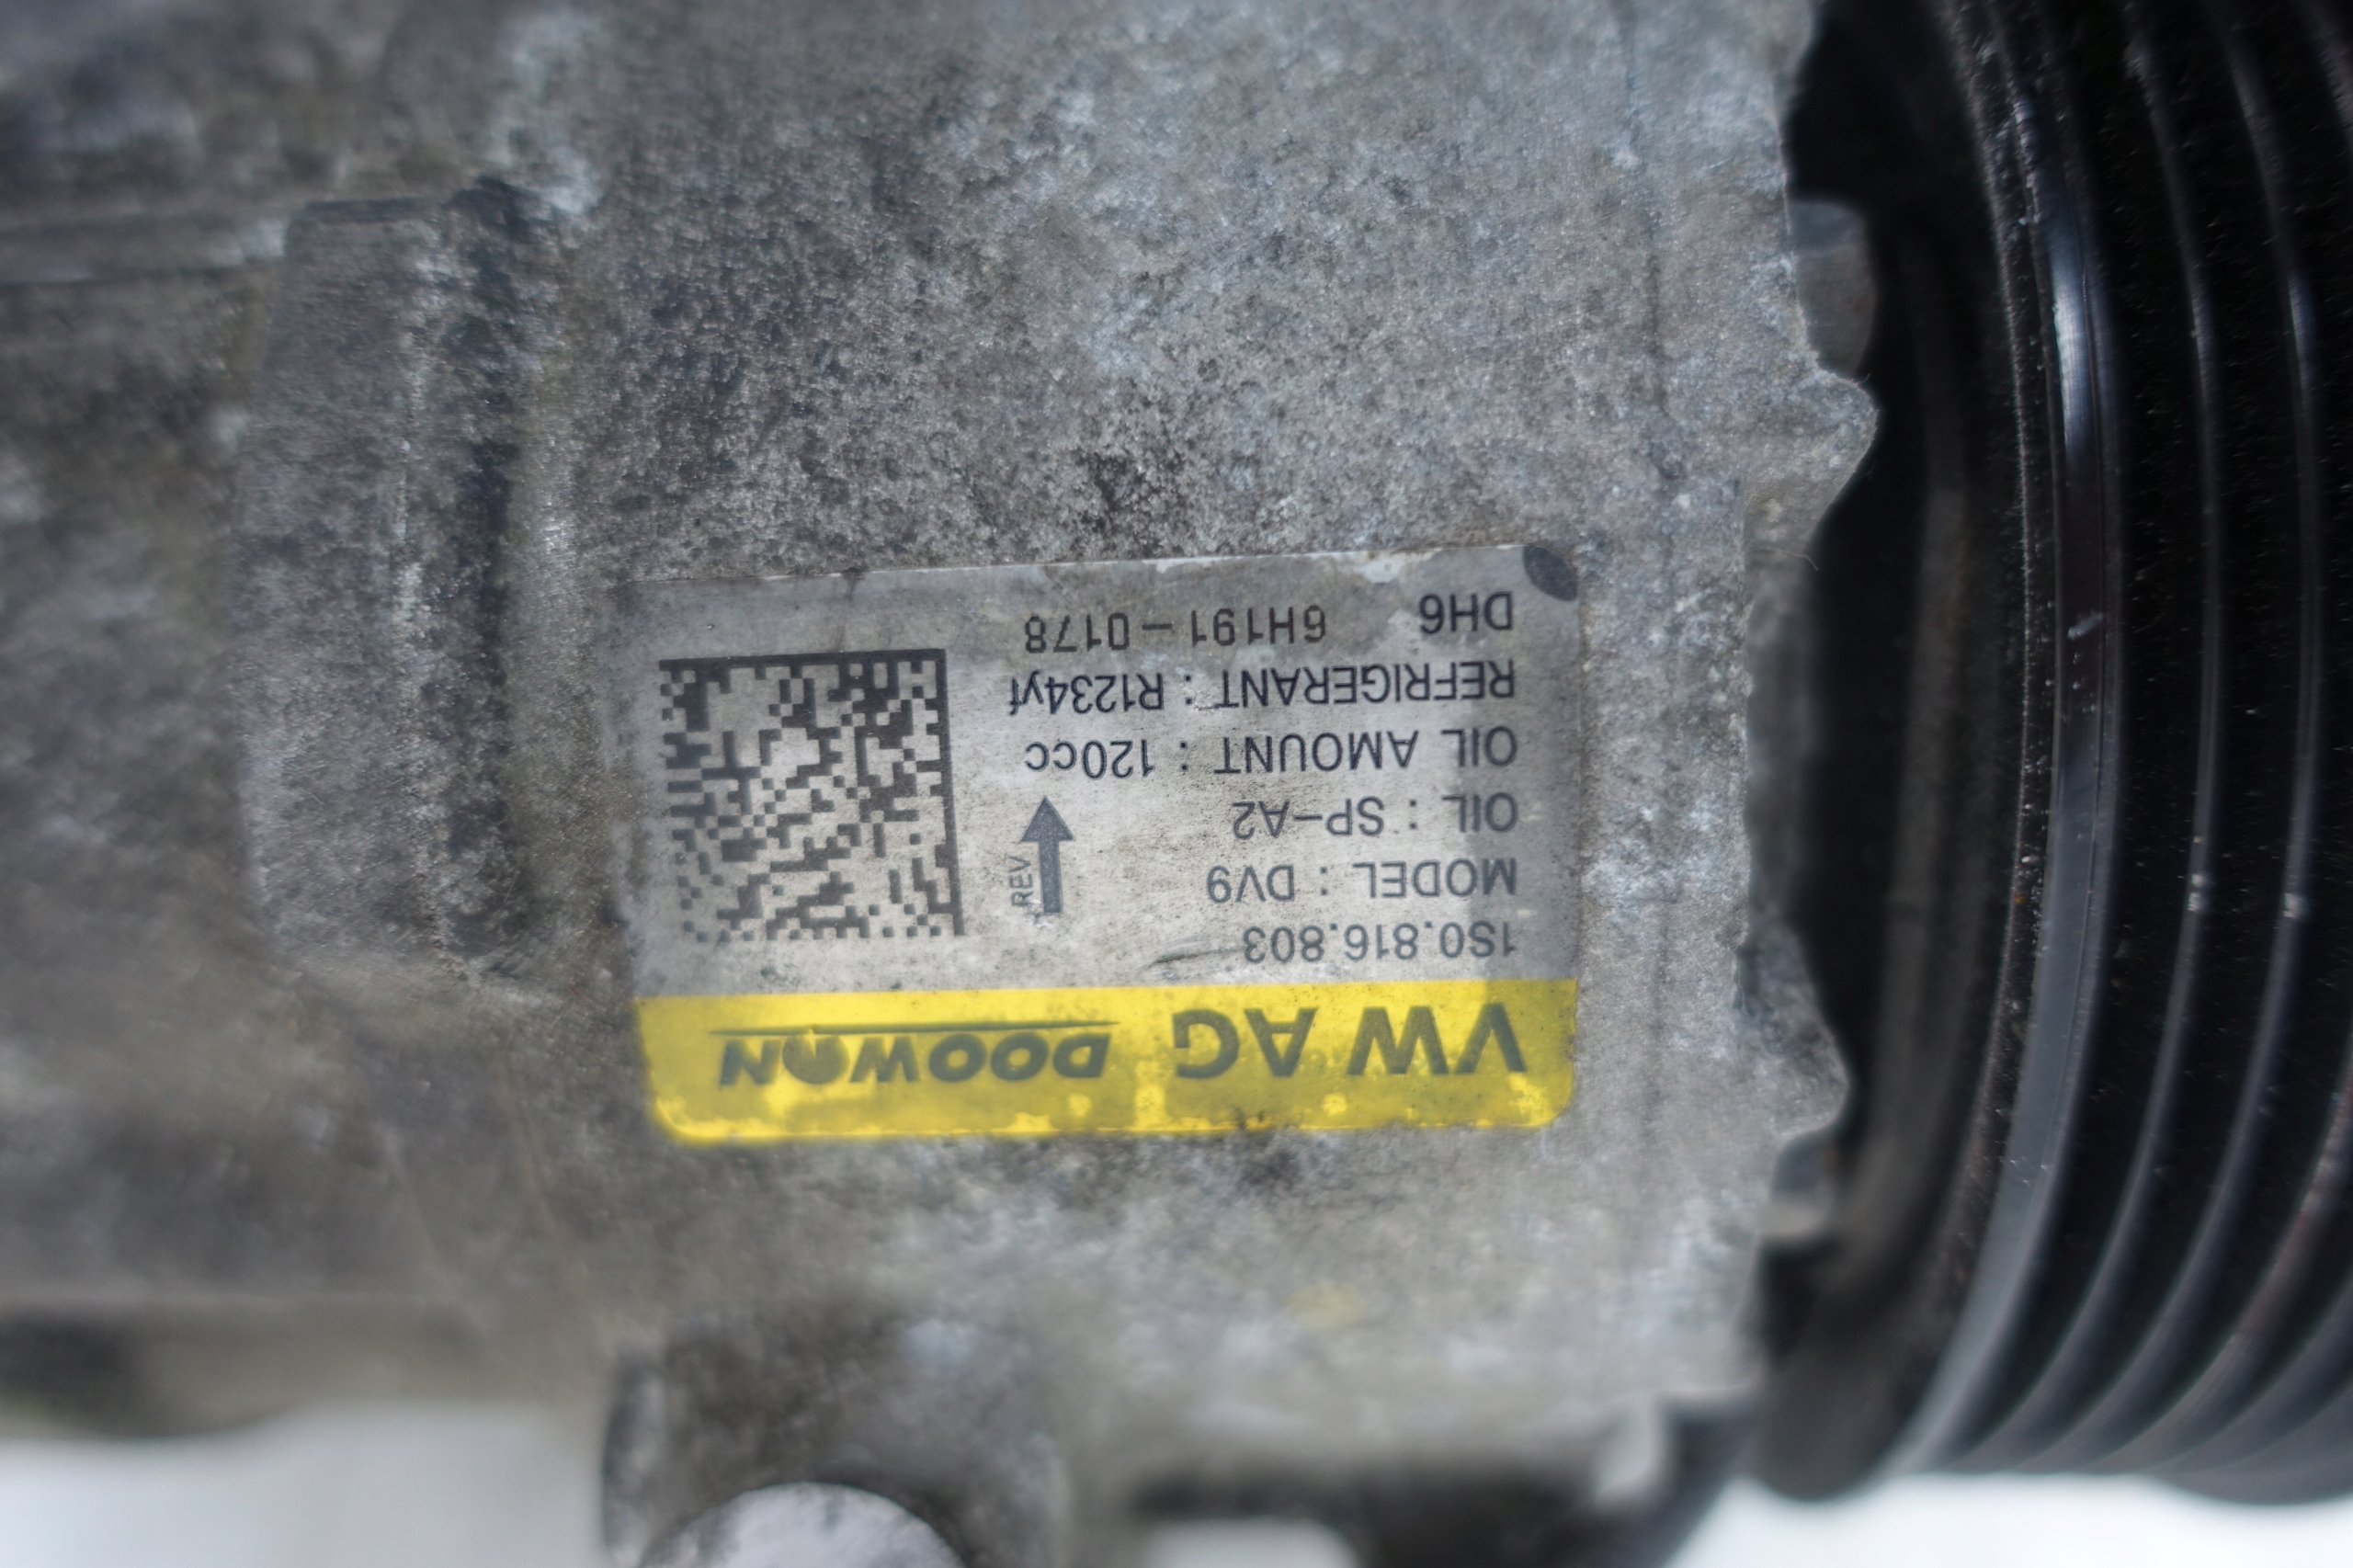 VW AG DOOWON
1S0.816.803
MODEL : DV9
OIL : SP-A2
REV
OIL AMOUNT : 120cc
REFRIGERANT : R1234yf
DH6 6H191-0178